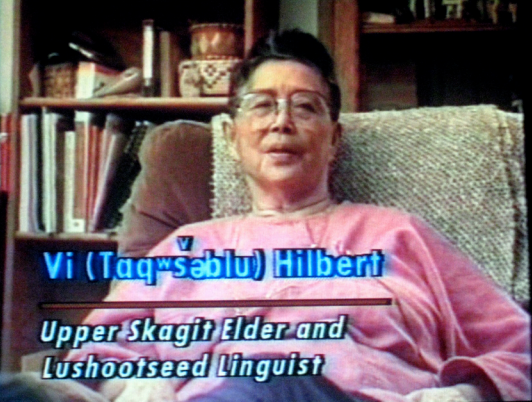 Vi (Taqʷšəblu) Hilbert
Upper Skagit Elder and
Lushootseed Linguist